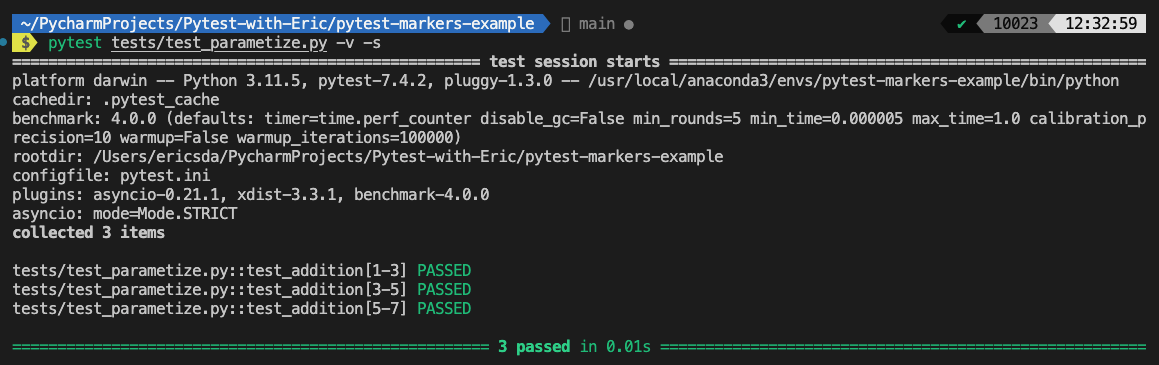 ~/PycharmProjects/Pytest-with-Eric/pytest-markers-example main ● ✔ 10023 12:32:59
$ pytest tests/test_parametize.py -v -s
==================================================== test session starts =====================================================
platform darwin -- Python 3.11.5, pytest-7.4.2, pluggy-1.3.0 -- /usr/local/anaconda3/envs/pytest-markers-example/bin/python
cachedir: .pytest_cache
benchmark: 4.0.0 (defaults: timer=time.perf_counter disable_gc=False min_rounds=5 min_time=0.000005 max_time=1.0 calibration_p
recision=10 warmup=False warmup_iterations=100000)
rootdir: /Users/ericsda/PycharmProjects/Pytest-with-Eric/pytest-markers-example
configfile: pytest.ini
plugins: asyncio-0.21.1, xdist-3.3.1, benchmark-4.0.0
asyncio: mode=Mode.STRICT
collected 3 items
tests/test_parametize.py::test_addition[1-3] PASSED
tests/test_parametize.py::test_addition[3-5] PASSED
tests/test_parametize.py::test_addition[5-7] PASSED
===================================================== 3 passed in 0.01s ======================================================